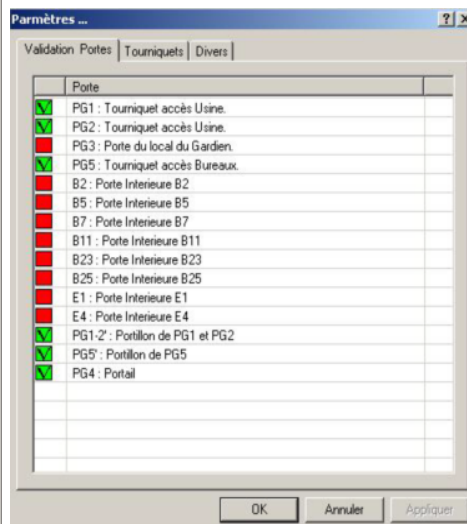 Parmètres ...
Validation Portes Tourniquets Divers
Porte
PG1 : Tourniquet accès Usine.
PG2 : Tourniquet accès Usine.
PG3 : Porte du local du Gardien.
PG5 : Tourniquet accès Bureaux.
B2 : Porte Interieure B2
B5 : Porte Interieure B5
B7 : Porte Interieure B7
B11 : Porte Interieure B11
B23 : Porte Interieure B23
B25 : Porte Interieure B25
E1 : Porte Interieure E1
E4 : Porte Interieure E4
PG1-2' : Portillon de PG1 et PG2
PG5' : Portillon de PG5
PG4 : Portail
OK Annuler Appliquer